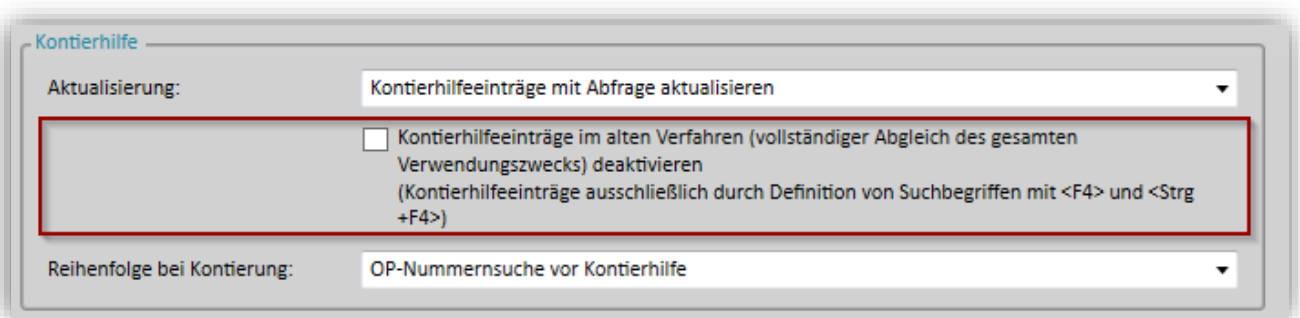 Kontierhilfe
Aktualisierung:
Kontierhilfeeinträge mit Abfrage aktualisieren
Kontierhilfeeinträge im alten Verfahren (vollständiger Abgleich des gesamten
Verwendungszwecks) deaktivieren
(Kontierhilfeeinträge ausschließlich durch Definition von Suchbegriffen mit <F4> und <Strg
+F4>)
Reihenfolge bei Kontierung:
OP-Nummernsuche vor Kontierhilfe